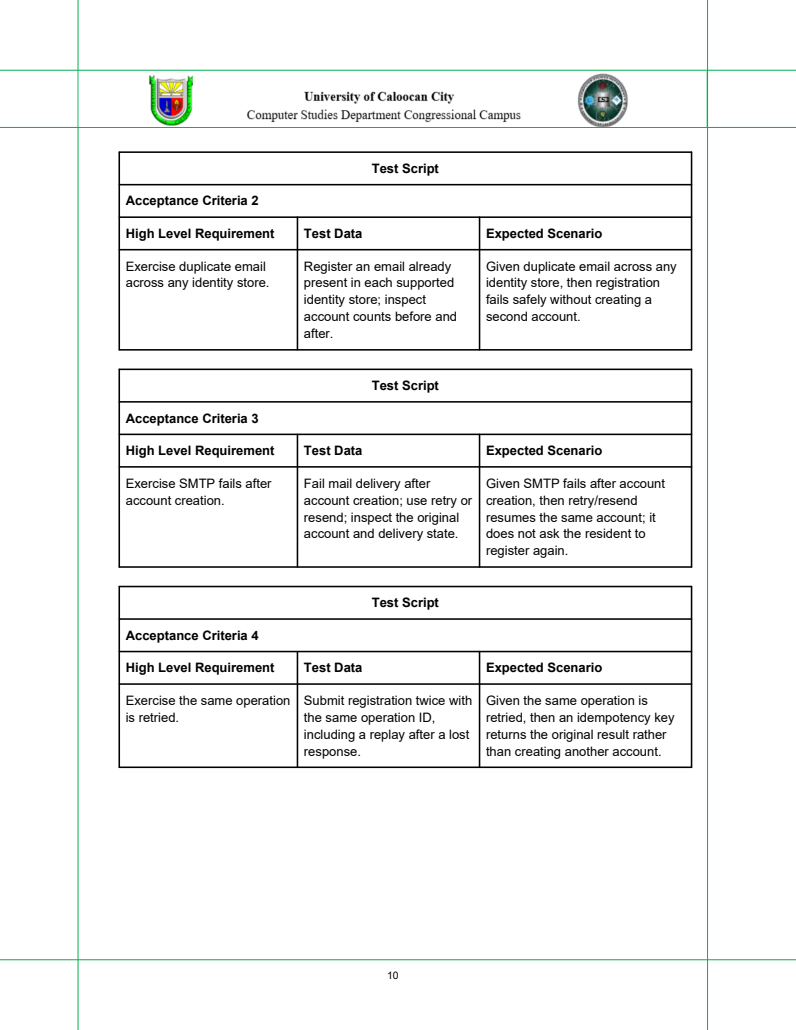 University of Caloocan City
Computer Studies Department Congressional Campus
Test Script
Acceptance Criteria 2
High Level Requirement
Test Data
Expected Scenario
Exercise duplicate email
across any identity store.
Register an email already
present in each supported
identity store; inspect
account counts before and
after.
Given duplicate email across any
identity store, then registration
fails safely without creating a
second account.
Test Script
Acceptance Criteria 3
High Level Requirement
Test Data
Expected Scenario
Exercise SMTP fails after
account creation.
Fail mail delivery after
account creation; use retry or
resend; inspect the original
account and delivery state.
Given SMTP fails after account
creation, then retry/resend
resumes the same account; it
does not ask the resident to
register again.
Test Script
Acceptance Criteria 4
High Level Requirement
Test Data
Expected Scenario
Exercise the same operation
is retried.
Submit registration twice with
the same operation ID,
including a replay after a lost
response.
Given the same operation is
retried, then an idempotency key
returns the original result rather
than creating another account.
10